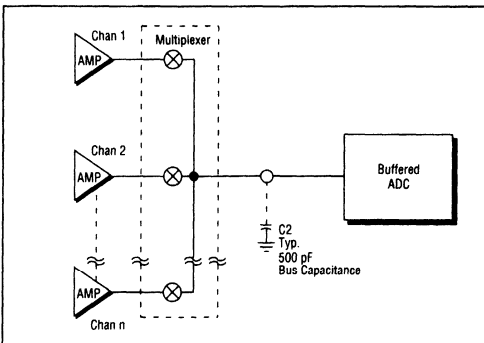 Chan 1
Multiplexer
AMP
Chan 2
AMP
Buffered
ADC
C2
Typ.
500 pF
Bus Capacitance
AMP
Chan n